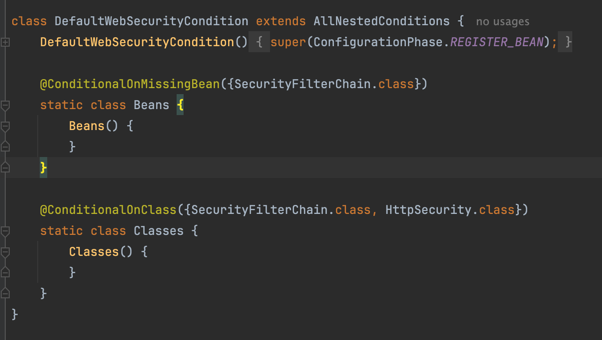 class DefaultWebSecurityCondition extends AllNestedConditions { no usages
DefaultWebSecurityCondition() { super(ConfigurationPhase.REGISTER_BEAN); }
@ConditionalOnMissingBean({SecurityFilterChain.class})
static class Beans {
Beans() {
}
}
@ConditionalOnClass({SecurityFilterChain.class, HttpSecurity.class})
static class Classes {
Classes() {
}
}
}